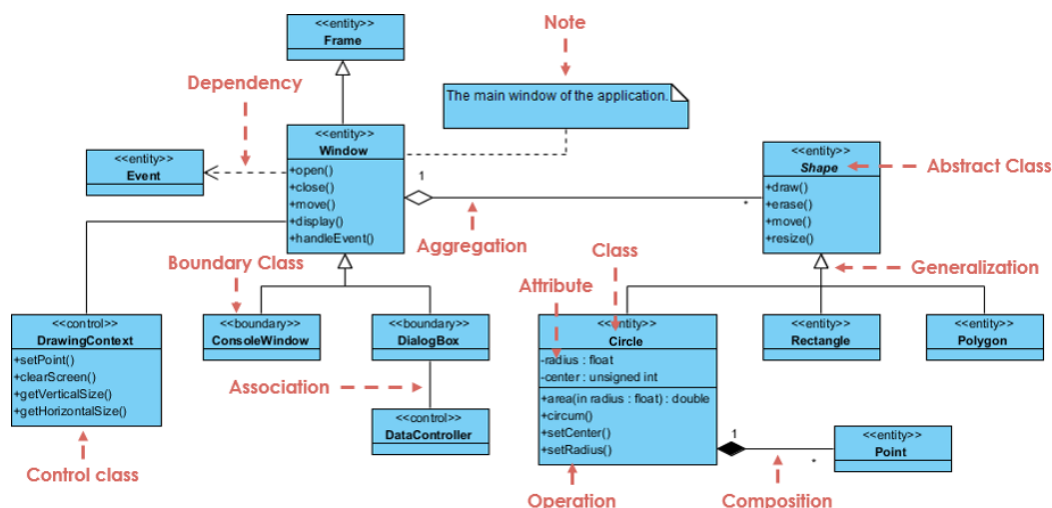 <<entity>>
Frame
Note
Dependency
The main window of the application.
<<entity>>
Window
+open()
+close()
+move()
+display()
+handleEvent()
<<entity>>
Event
1
*
Aggregation
<<entity>>
Shape
+draw()
+erase()
+move()
+resize()
Abstract Class
Generalization
Boundary Class
Class
Attribute
<<control>>
DrawingContext
+setPoint()
+clearScreen()
+getVerticalSize()
+getHorizontalSize()
Control class
<<boundary>>
ConsoleWindow
<<boundary>>
DialogBox
Association
<<control>>
DataController
<<entity>>
Circle
-radius : float
-center : unsigned int
+area(in radius : float) : double
+circum()
+setCenter()
+setRadius()
Operation
<<entity>>
Rectangle
<<entity>>
Polygon
1
*
Composition
<<entity>>
Point